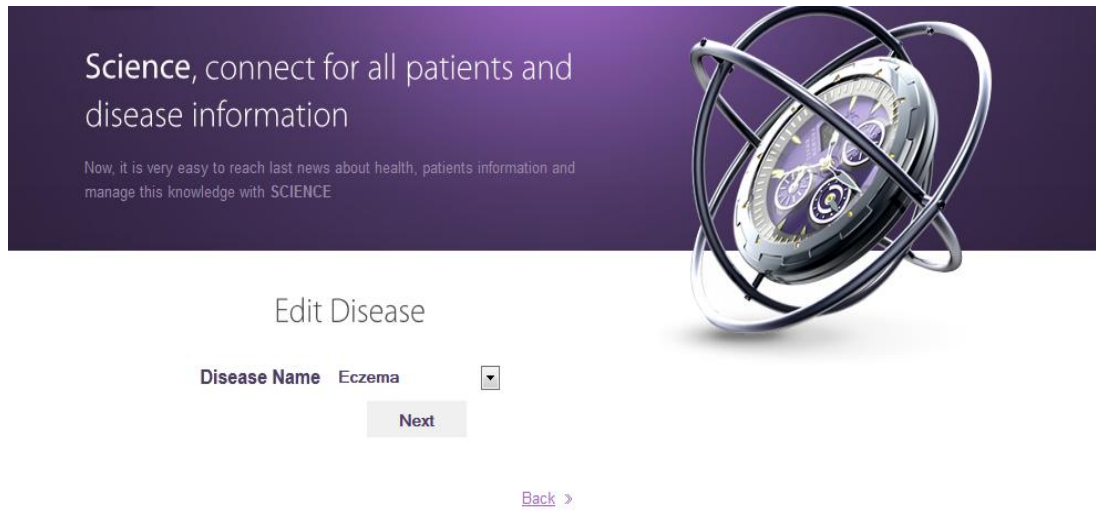 Science, connect for all patients and
disease information
Now, it is very easy to reach last news about health, patients information and
manage this knowledge with SCIENCE
Edit Disease
Disease Name Eczema
Next
Back »